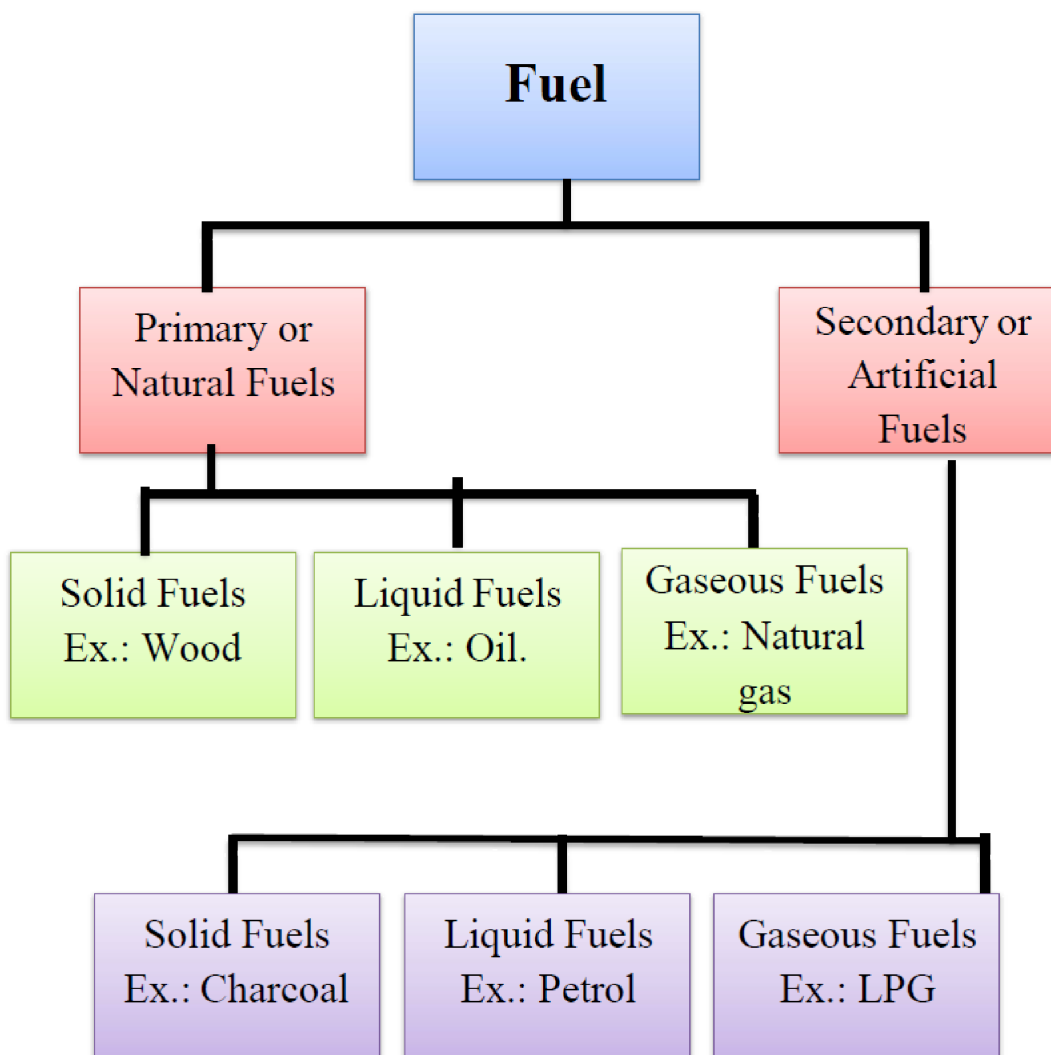 Fuel
Primary or
Natural Fuels
Secondary or
Artificial
Fuels
Solid Fuels
Ex.: Wood
Liquid Fuels
Ex.: Oil.
Gaseous Fuels
Ex.: Natural
gas
Solid Fuels
Ex.: Charcoal
Liquid Fuels
Ex.: Petrol
Gaseous Fuels
Ex.: LPG